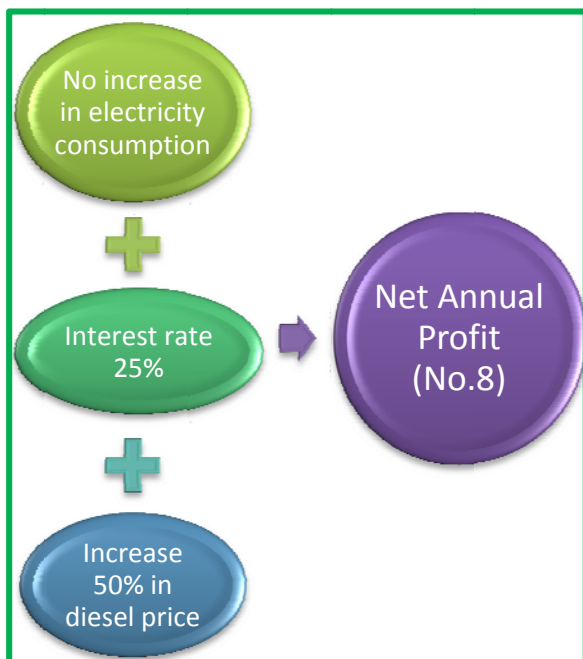 No increase
in electricity
consumption
Interest rate
25%
Increase
50% in
diesel price
Net Annual
Profit
(No.8)